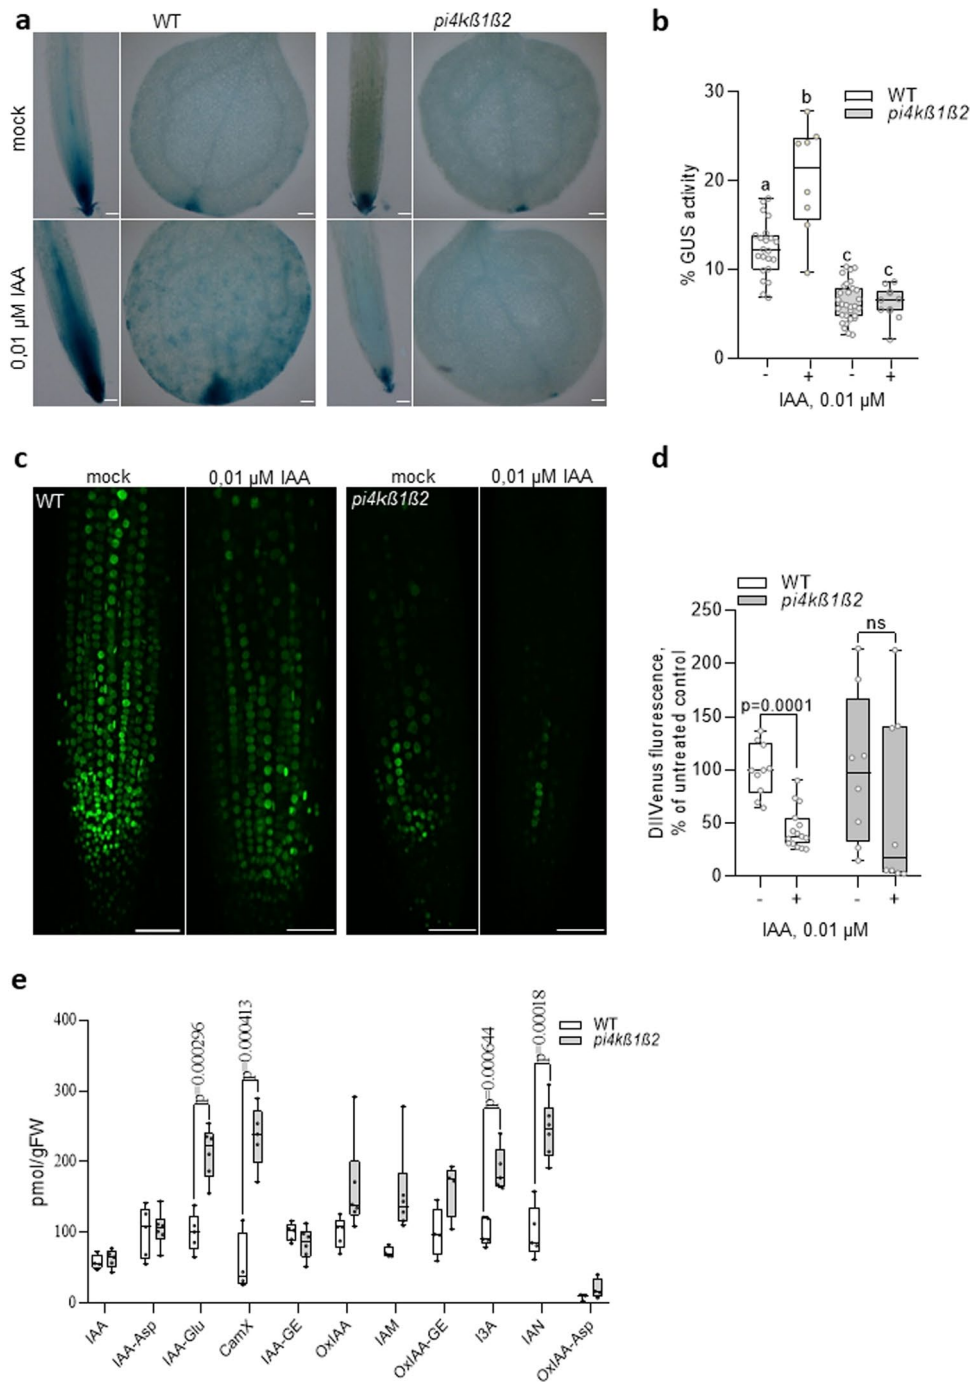 a
WT
pi4kß1ß2
mock
0,01 µM IAA
b
30
20
10
0
% GUS activity
a
b
c
c
WT
pi4kß1ß2
- + - +
IAA, 0.01 µM
c
mock
0,01 µM IAA
mock
0,01 µM IAA
WT
pi4kß1ß2
d
WT
pi4kß1ß2
250
200
150
100
50
0
DIIVenus fluorescence,
% of untreated control
p=0.0001
ns
- + - +
IAA, 0.01 µM
e
400
300
200
100
0
pmol/gFW
p=0.000296
p=0.000413
p=0.000644
p=0.00018
WT
pi4kß1ß2
IAA
IAA-Asp
IAA-Glu
CamX
IAA-GE
OxIAA
IAM
OxIAA-GE
I3A
IAN
OxIAA-Asp